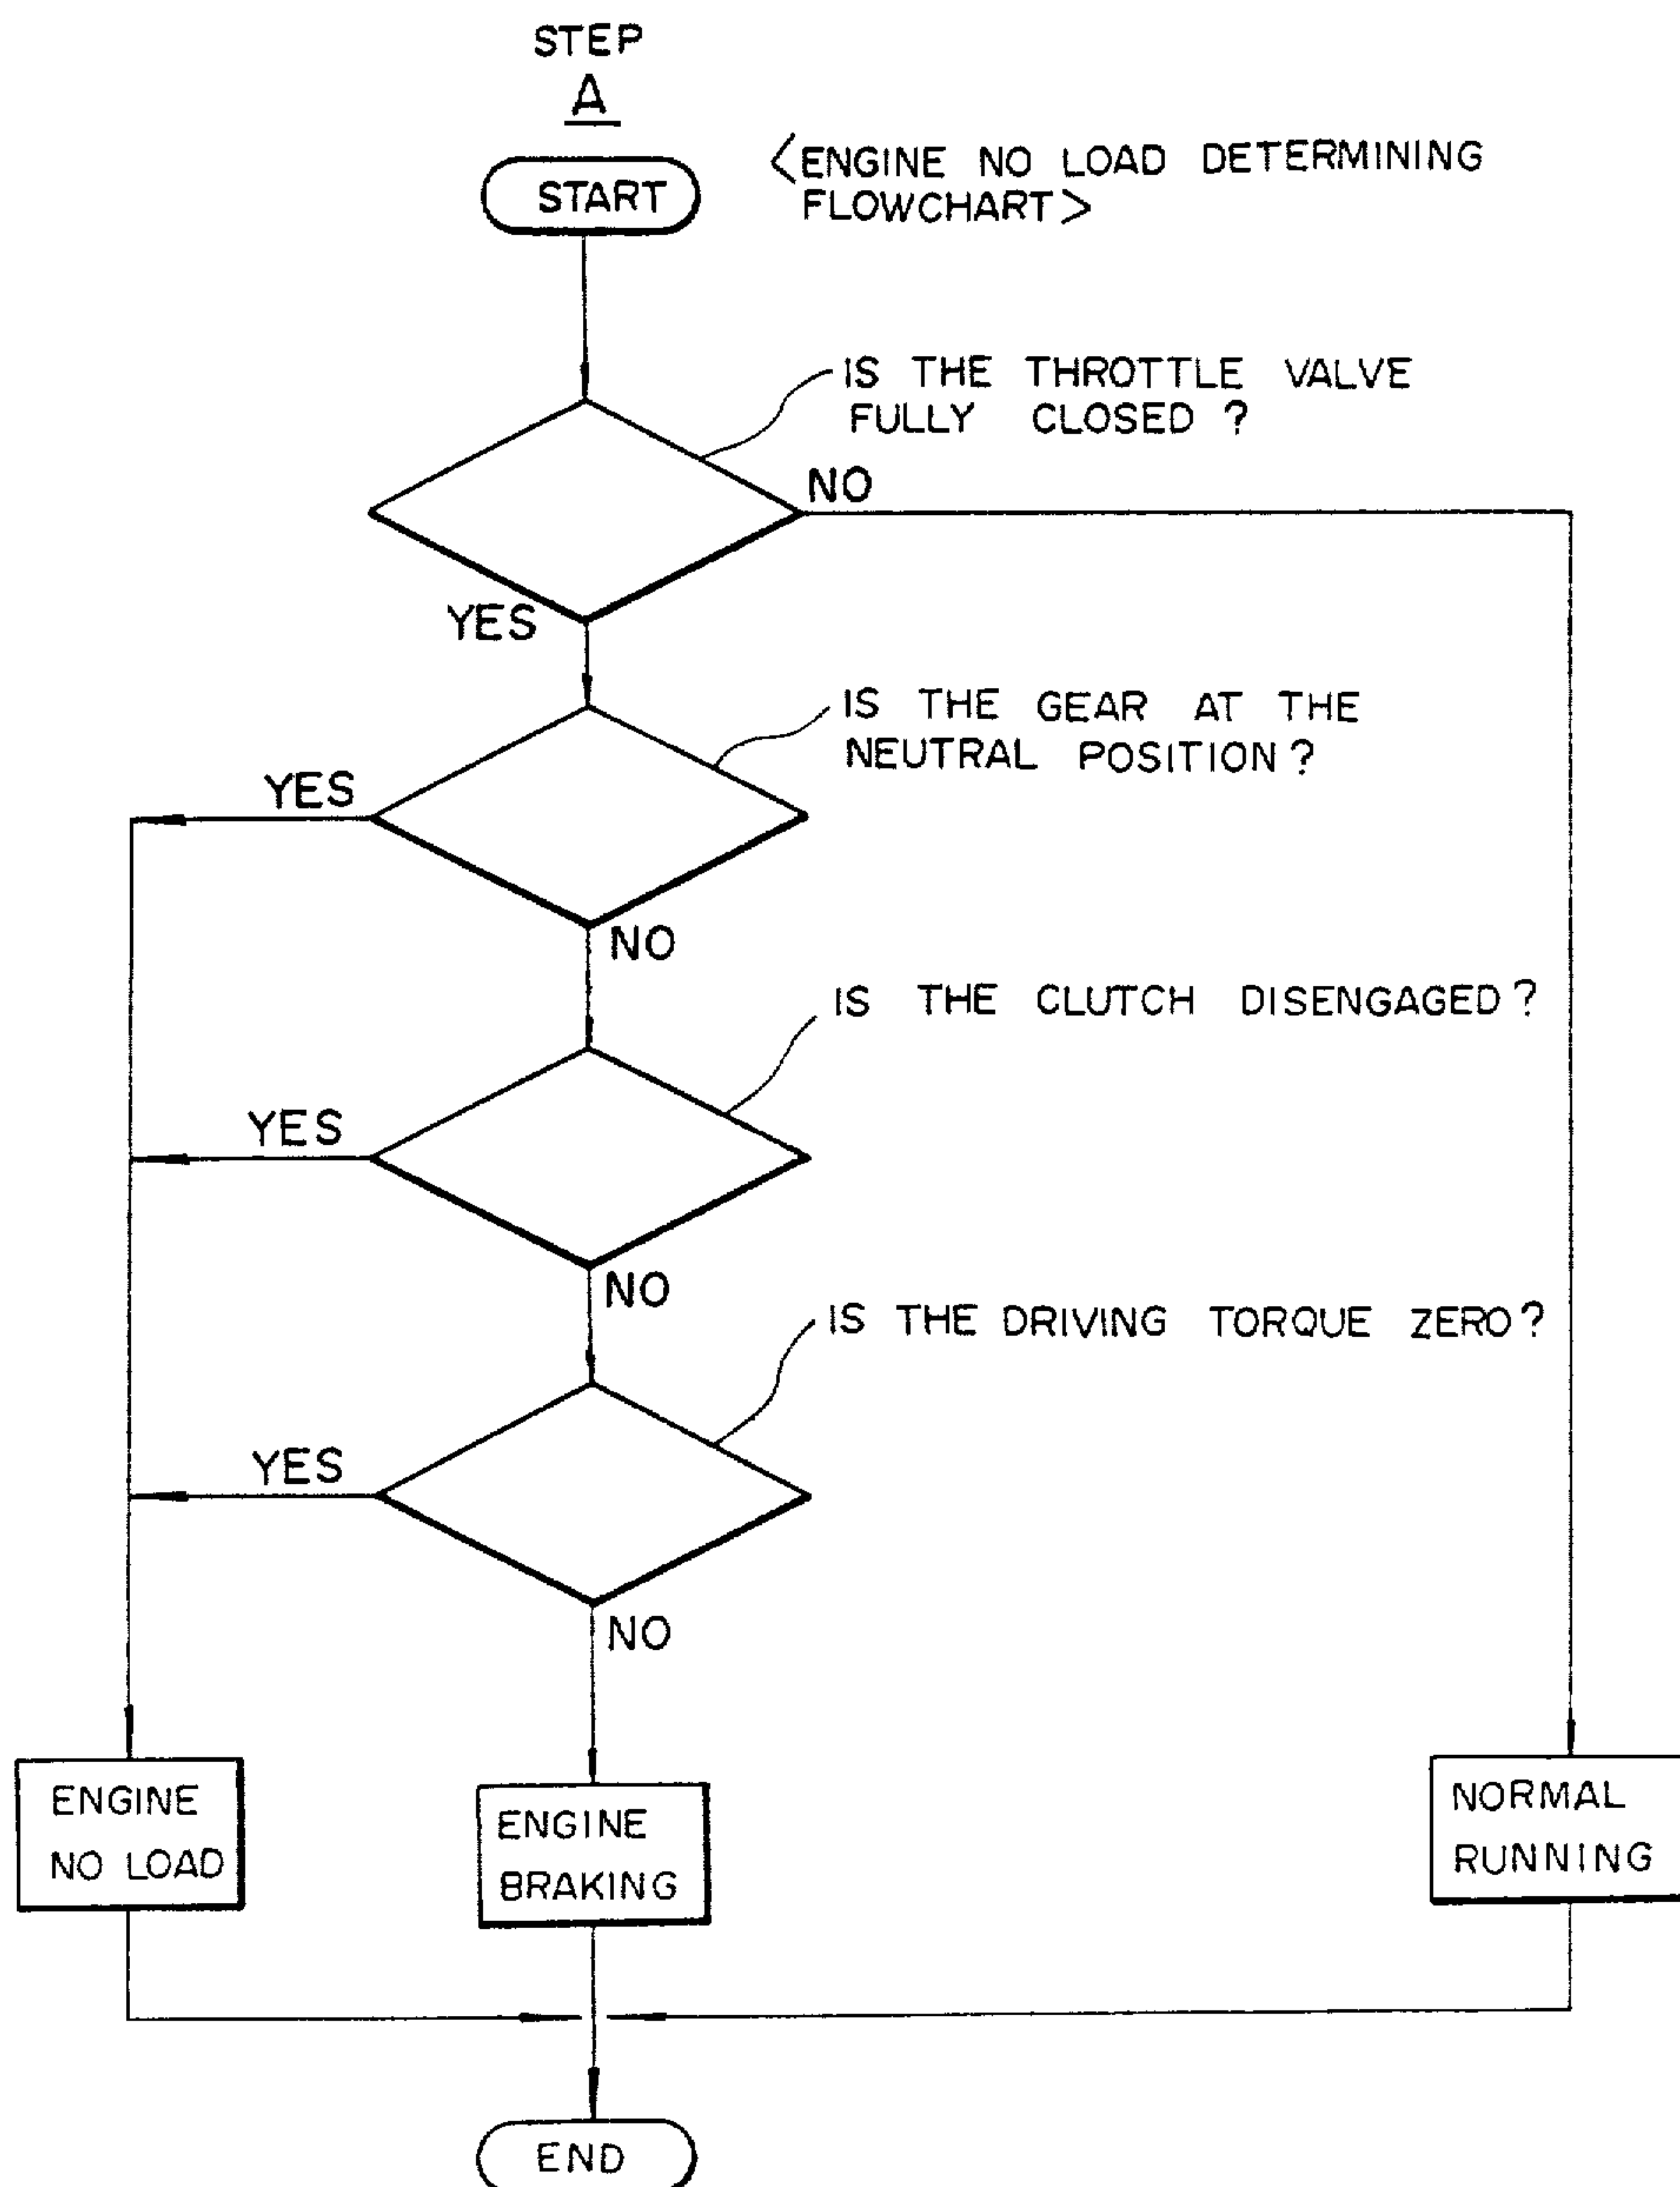 STEP
A
START
<ENGINE NO LOAD DETERMINING
FLOWCHART>
IS THE THROTTLE VALVE
FULLY CLOSED ?
NO
YES
IS THE GEAR AT THE
NEUTRAL POSITION ?
YES
NO
IS THE CLUTCH DISENGAGED ?
YES
NO
IS THE DRIVING TORQUE ZERO ?
YES
NO
ENGINE
NO LOAD
ENGINE
BRAKING
NORMAL
RUNNING
END